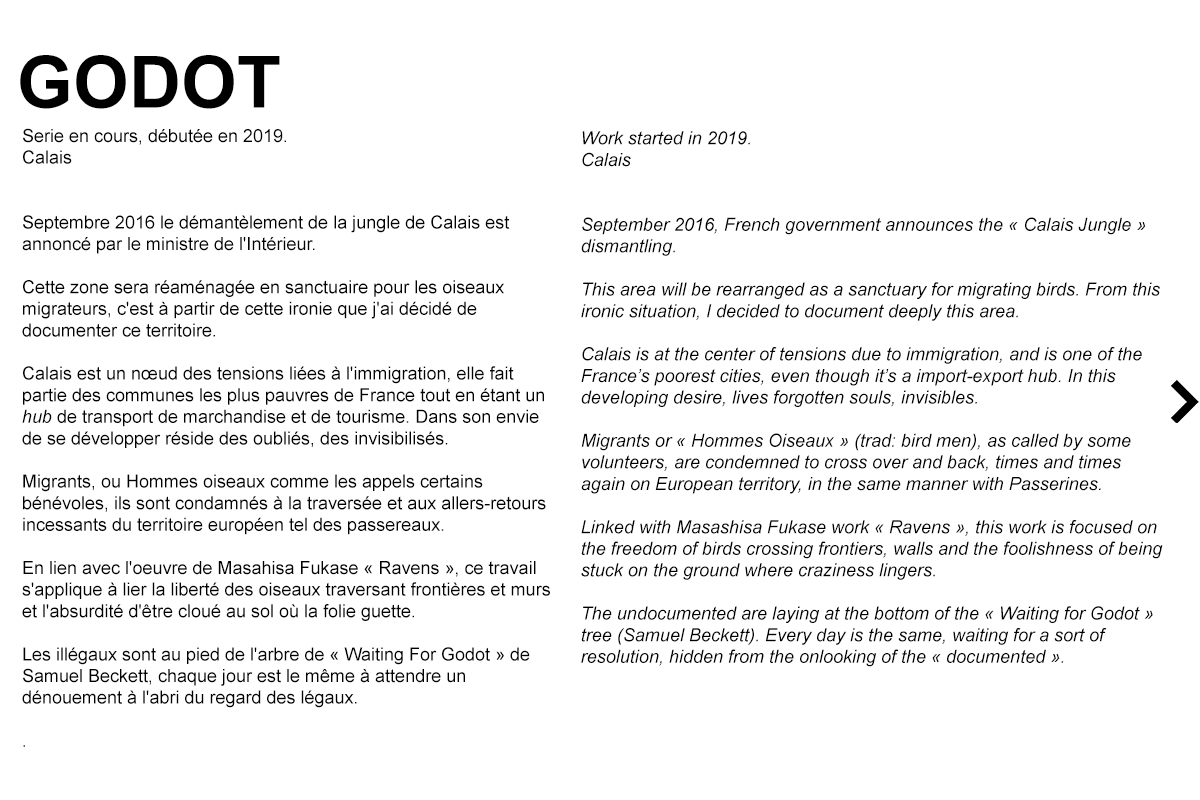 GODOT
Serie en cours, débutée en 2019.
Calais
Septembre 2016 le démantèlement de la jungle de Calais est
annoncé par le ministre de l'Intérieur.
Cette zone sera réaménagée en sanctuaire pour les oiseaux
migrateurs, c'est à partir de cette ironie que j'ai décidé de
documenter ce territoire.
Calais est un nœud des tensions liées à l'immigration, elle fait
partie des communes les plus pauvres de France tout en étant un
hub de transport de marchandise et de tourisme. Dans son envie
de se développer réside des oubliés, des invisibilisés.
Migrants, ou Hommes oiseaux comme les appels certains
bénévoles, ils sont condamnés à la traversée et aux allers-retours
incessants du territoire européen tel des passereaux.
En lien avec l'oeuvre de Masahisa Fukase « Ravens », ce travail
s'applique à lier la liberté des oiseaux traversant frontières et murs
et l'absurdité d'être cloué au sol où la folie guette.
Les illégaux sont au pied de l'arbre de « Waiting For Godot » de
Samuel Beckett, chaque jour est le même à attendre un
dénouement à l'abri du regard des légaux.
.
Work started in 2019.
Calais
September 2016, French government announces the « Calais Jungle »
dismantling.
This area will be rearranged as a sanctuary for migrating birds. From this
ironic situation, I decided to document deeply this area.
Calais is at the center of tensions due to immigration, and is one of the
France’s poorest cities, even though it’s a import-export hub. In this
developing desire, lives forgotten souls, invisibles.
Migrants or « Hommes Oiseaux » (trad: bird men), as called by some
volunteers, are condemned to cross over and back, times and times
again on European territory, in the same manner with Passerines.
Linked with Masashisa Fukase work « Ravens », this work is focused on
the freedom of birds crossing frontiers, walls and the foolishness of being
stuck on the ground where craziness lingers.
The undocumented are laying at the bottom of the « Waiting for Godot »
tree (Samuel Beckett). Every day is the same, waiting for a sort of
resolution, hidden from the onlooking of the « documented ».